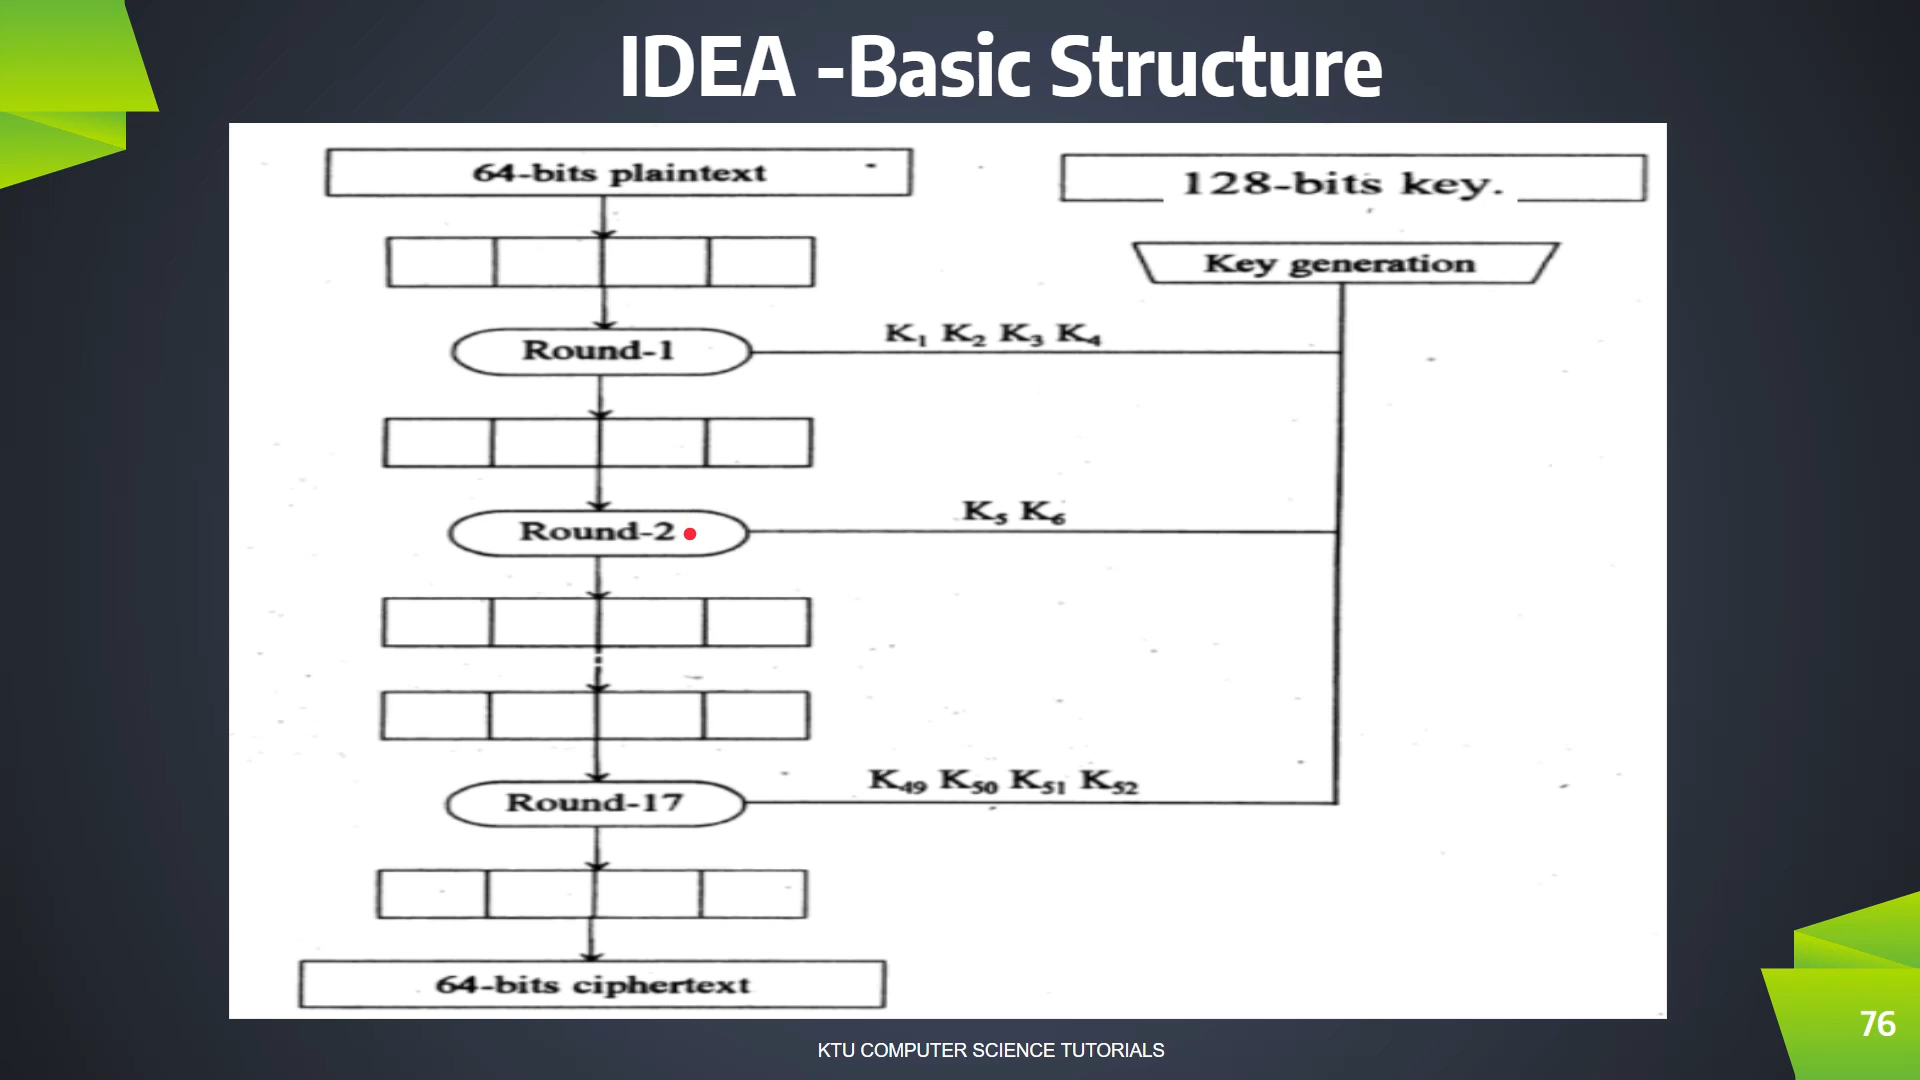 IDEA -Basic Structure
64-bits plaintext
128-bits key.
Key generation
K₁ K₂ K₃ K₄
Round-1
K₅ K₆
Round-2
K₄₉ K₅₀ K₅₁ K₅₂
Round-17
64-bits ciphertext
KTU COMPUTER SCIENCE TUTORIALS
76